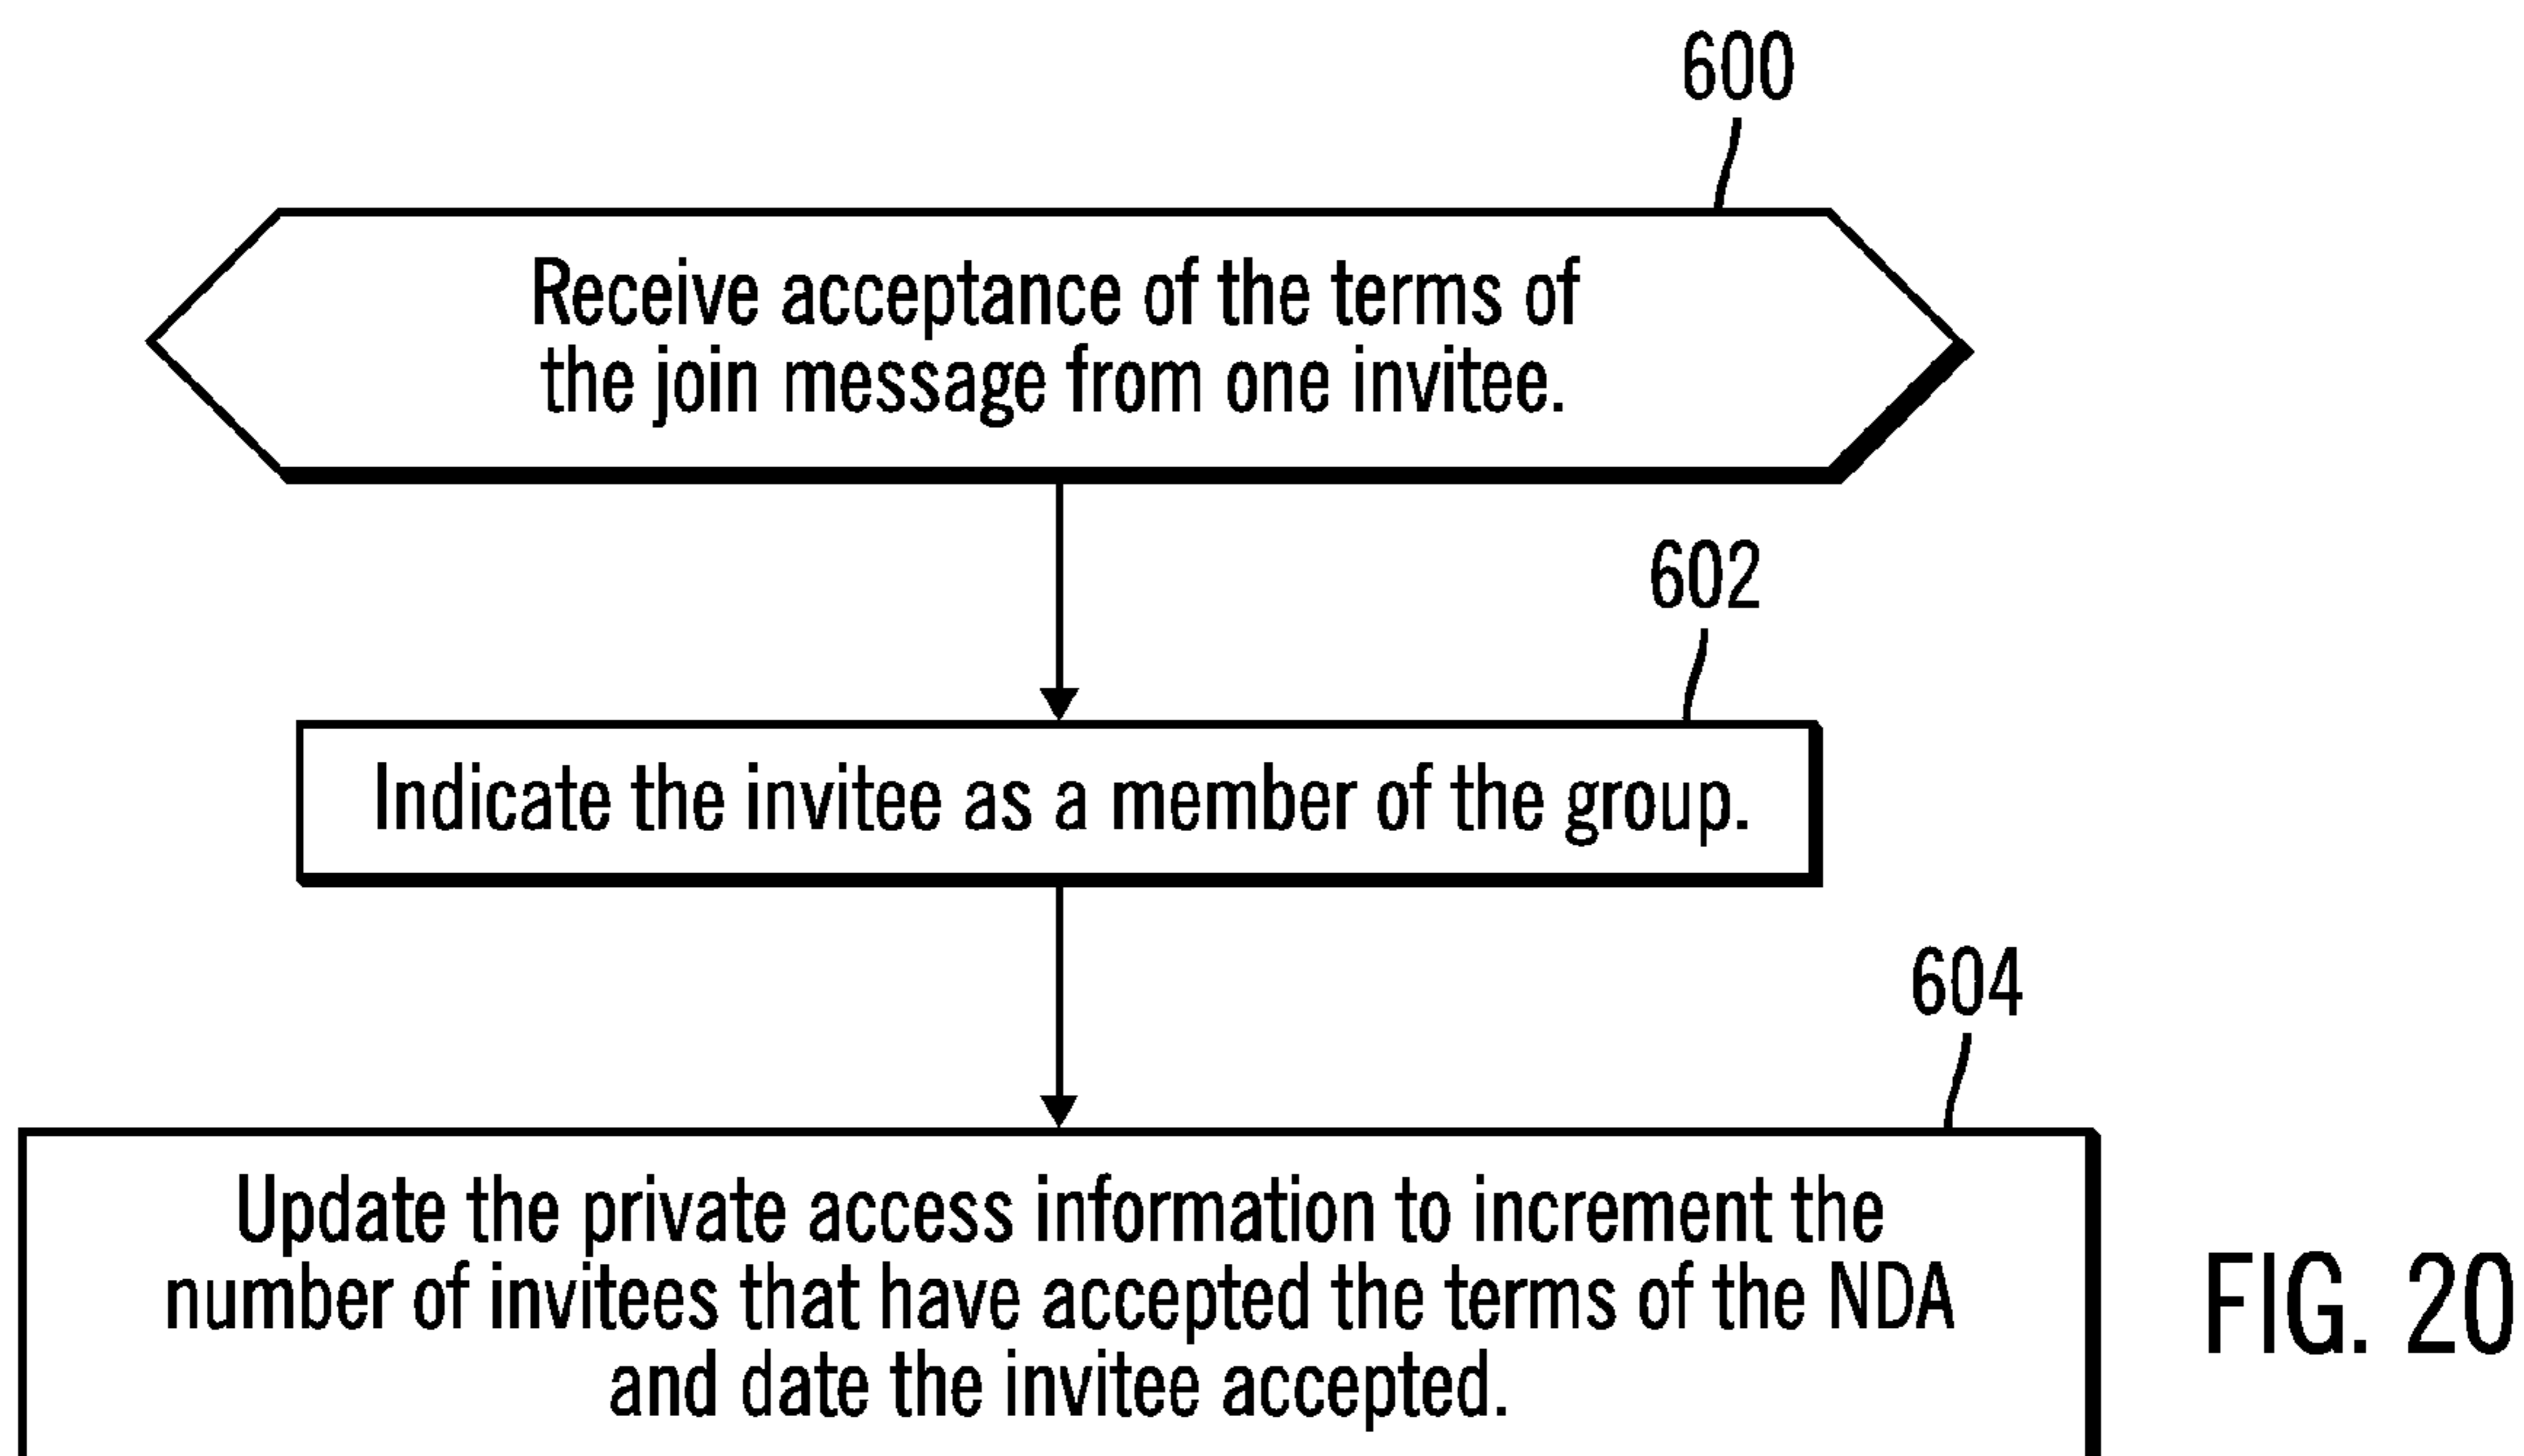 600
Receive acceptance of the terms of
the join message from one invitee.
602
Indicate the invitee as a member of the group.
604
Update the private access information to increment the
number of invitees that have accepted the terms of the NDA
and date the invitee accepted.
FIG. 20